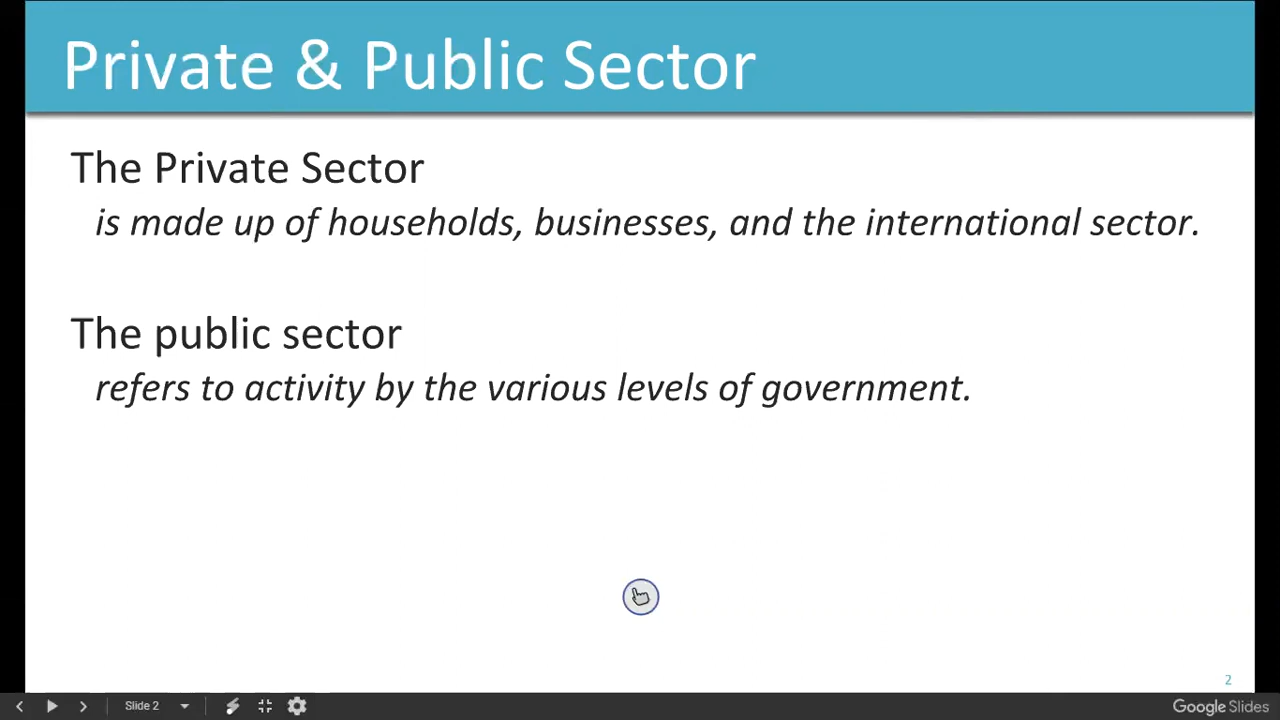 Private & Public Sector
The Private Sector
is made up of households, businesses, and the international sector.
The public sector
refers to activity by the various levels of government.
2
Slide 2
Google Slides